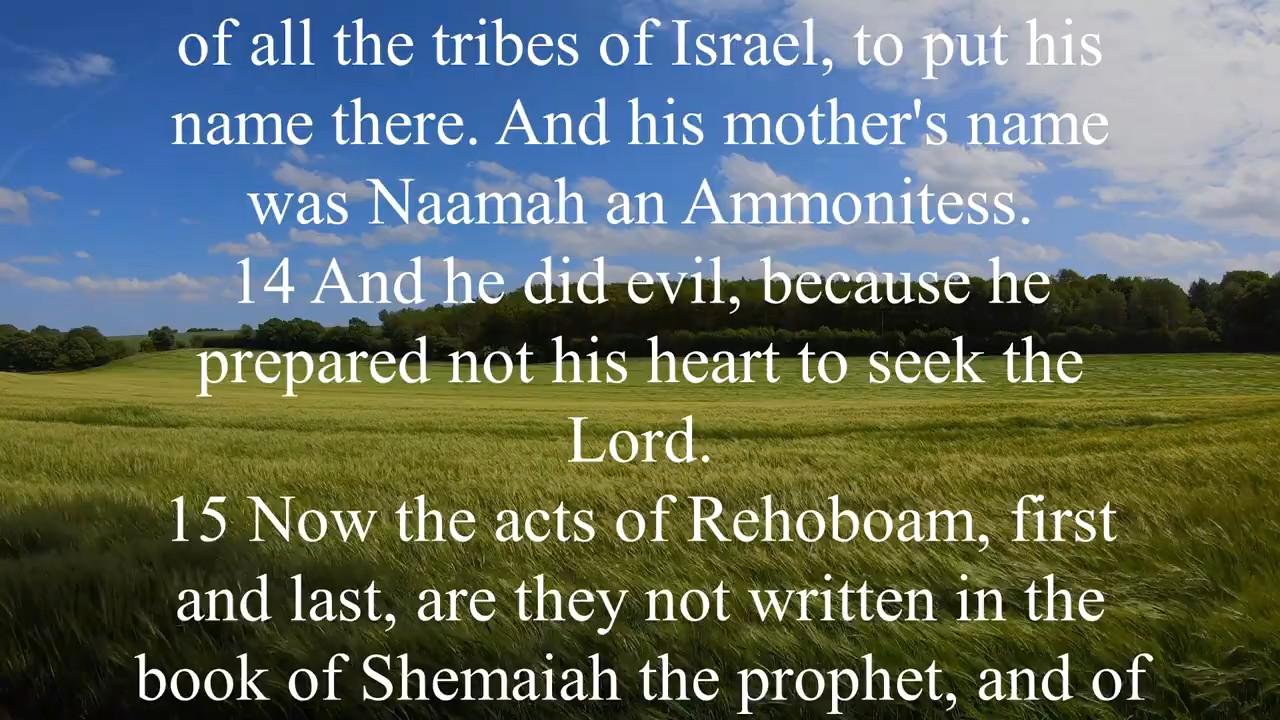 of all the tribes of Israel, to put his
name there. And his mother's name
was Naamah an Ammonitess.
14 And he did evil, because he
prepared not his heart to seek the
Lord.
15 Now the acts of Rehoboam, first
and last, are they not written in the
book of Shemaiah the prophet, and of